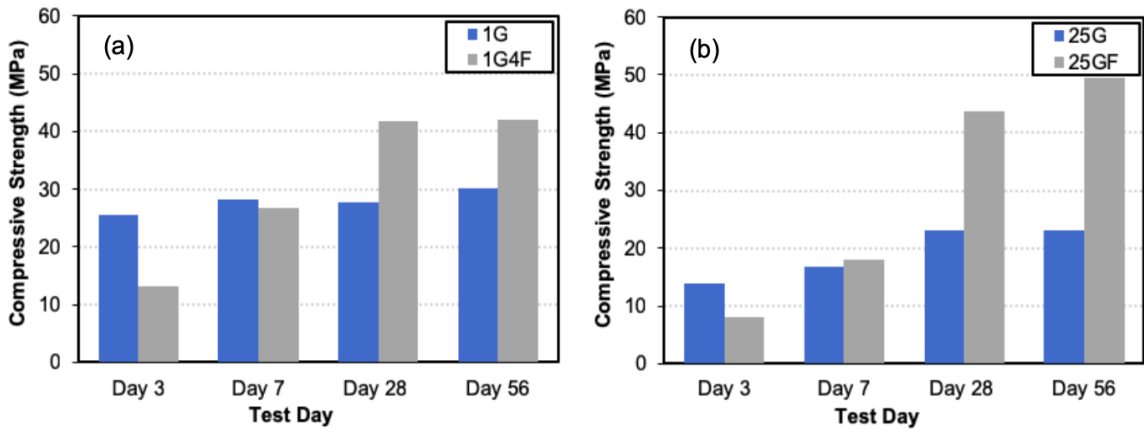 (a)
1G
1G4F
Compressive Strength (MPa)
60
50
40
30
20
10
0
Day 3 Day 7 Day 28 Day 56
Test Day
(b)
25G
25GF
Compressive Strength (MPa)
60
50
40
30
20
10
0
Day 3 Day 7 Day 28 Day 56
Test Day